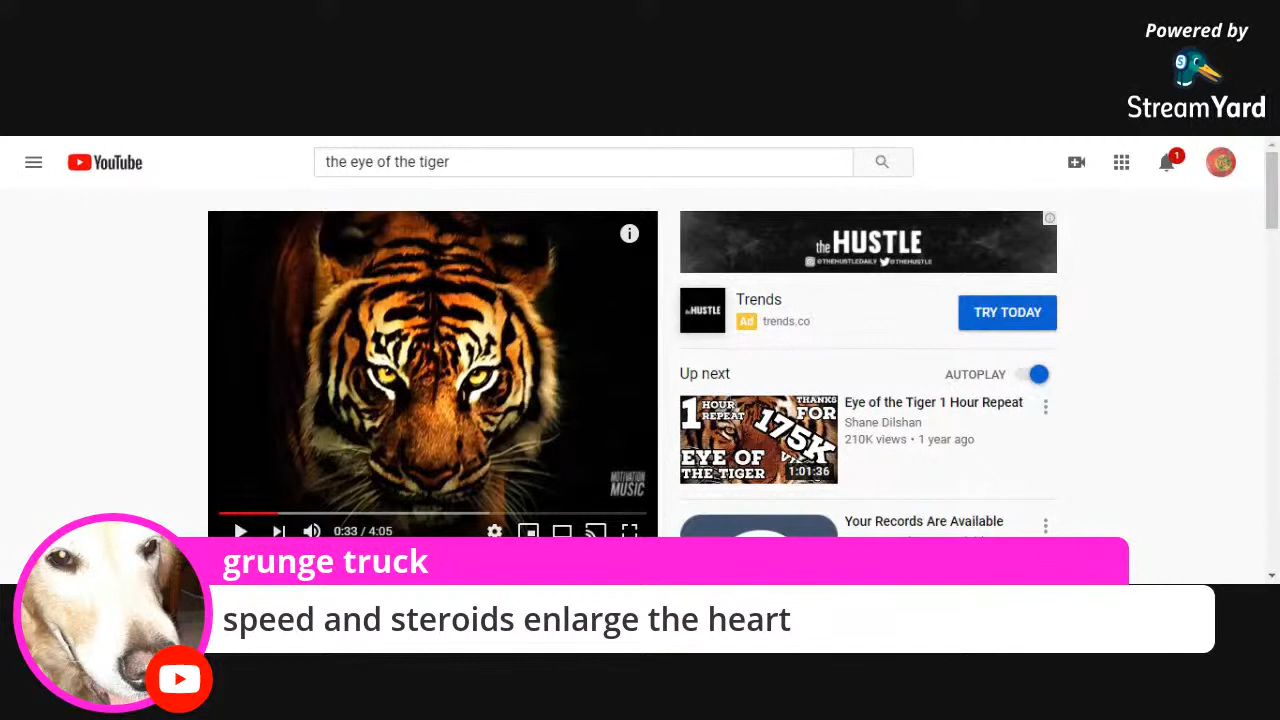 Powered by
S
StreamYard
YouTube
the eye of the tiger
1
i
MOTIVATION
MUSIC
0:33 / 4:05
the HUSTLE
@THEHUSTLEDAILY @THEHUSTLE
the HUSTLE
Trends
Ad trends.co
TRY TODAY
Up next
AUTOPLAY
1 HOUR
REPEAT
THANKS
FOR
175K
EYE OF
THE TIGER
1:01:36
Eye of the Tiger 1 Hour Repeat
Shane Dilshan
210K views • 1 year ago
Your Records Are Available
grunge truck
speed and steroids enlarge the heart